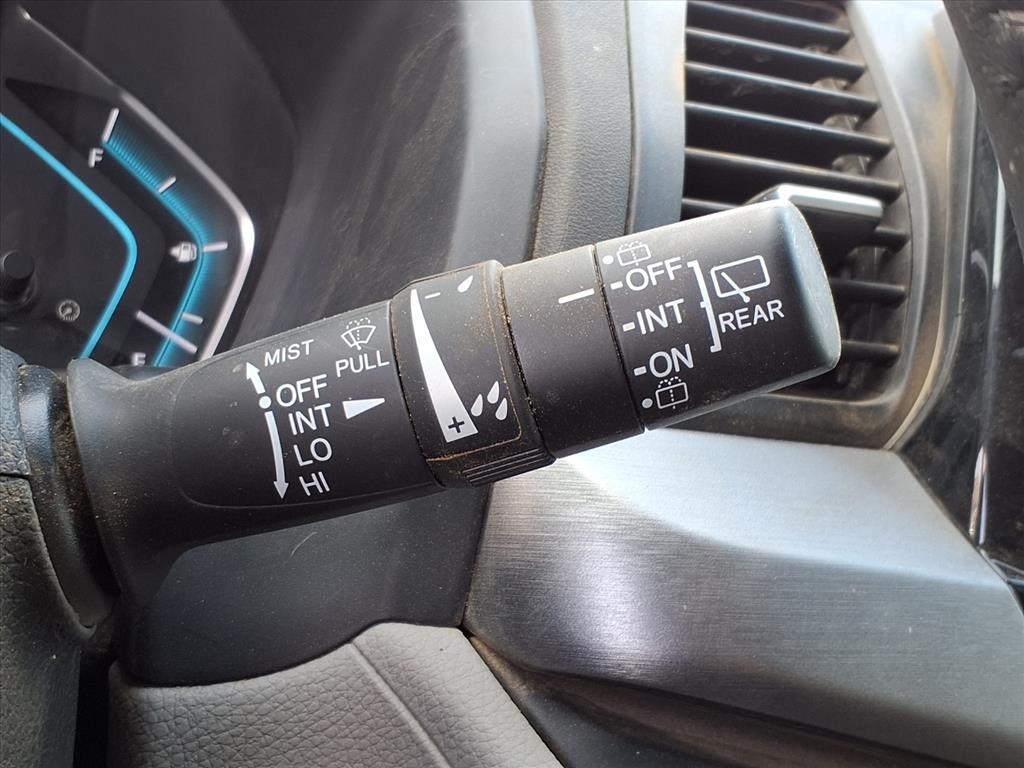 F
E
MIST
PULL
OFF
INT
LO
HI
-
+
-OFF
-INT
-ON
REAR